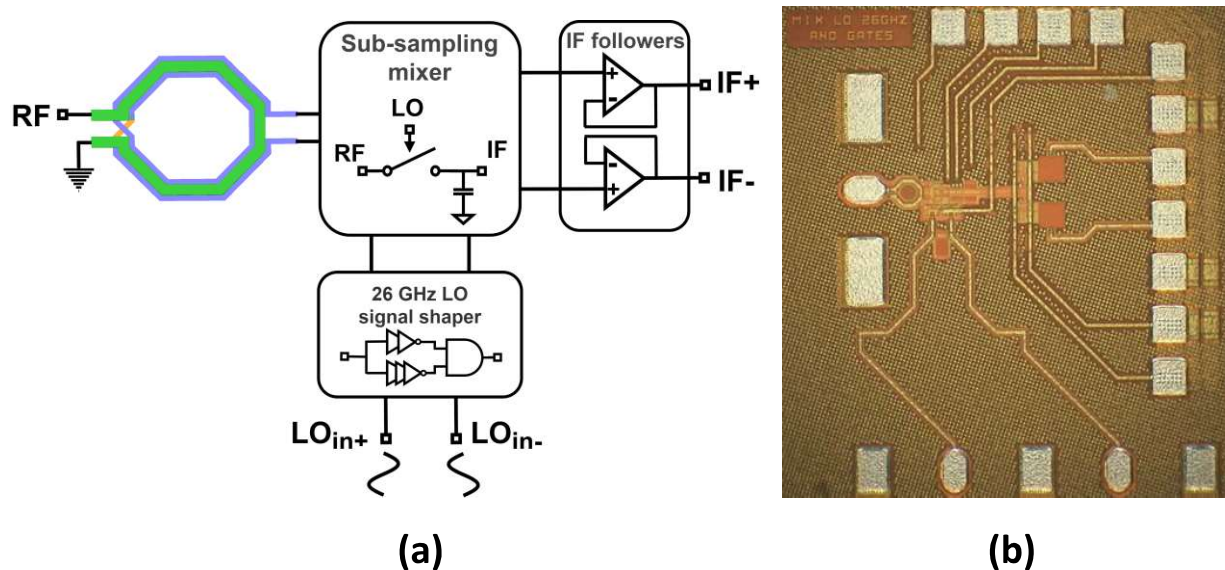 Sub-sampling
mixer
IF followers
RF
LO
RF
IF
+
-
-
+
IF+
IF-
26 GHz LO
signal shaper
LOin+
LOin-
MIX LO 26GHZ
AND GATES
(a)
(b)